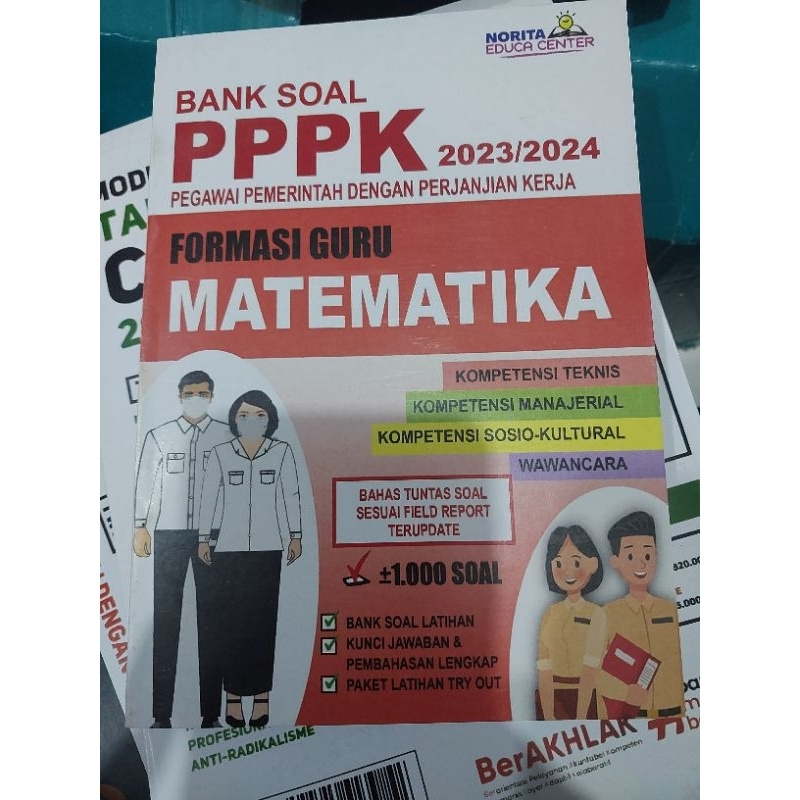 NORITA
EDUCA CENTER
BANK SOAL
PPPK 2023/2024
PEGAWAI PEMERINTAH DENGAN PERJANJIAN KERJA
FORMASI GURU
MATEMATIKA
KOMPETENSI TEKNIS
KOMPETENSI MANAJERIAL
KOMPETENSI SOSIO-KULTURAL
WAWANCARA
BAHAS TUNTAS SOAL
SESUAI FIELD REPORT
TERUPDATE
±1.000 SOAL
BANK SOAL LATIHAN
KUNCI JAWABAN &
PEMBAHASAN LENGKAP
PAKET LATIHAN TRY OUT
ANTI-RADIKALISME
BerAKHLAK